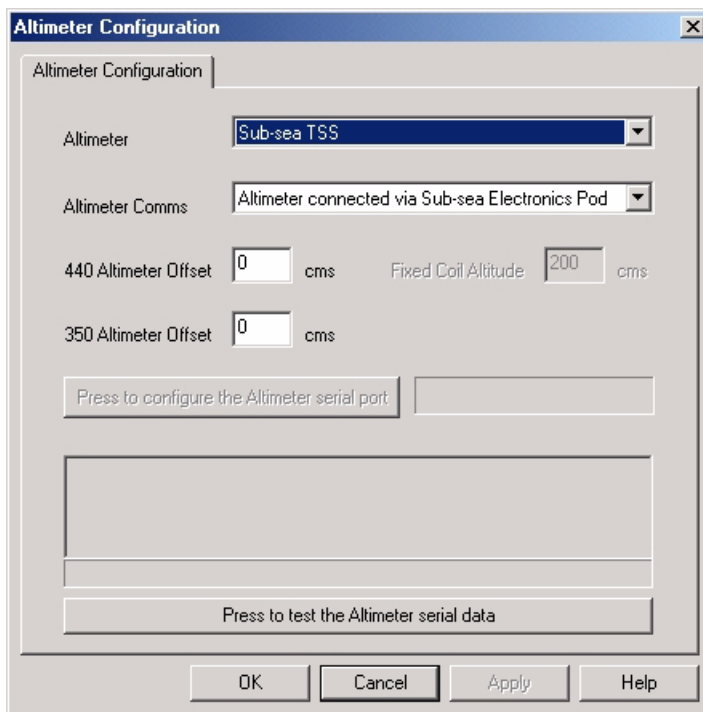 Altimeter Configuration
Altimeter Configuration
Altimeter Sub-sea TSS
Altimeter Comms Altimeter connected via Sub-sea Electronics Pod
440 Altimeter Offset 0 cms Fixed Coil Altitude 200 cms
350 Altimeter Offset 0 cms
Press to configure the Altimeter serial port
Press to test the Altimeter serial data
OK Cancel Apply Help